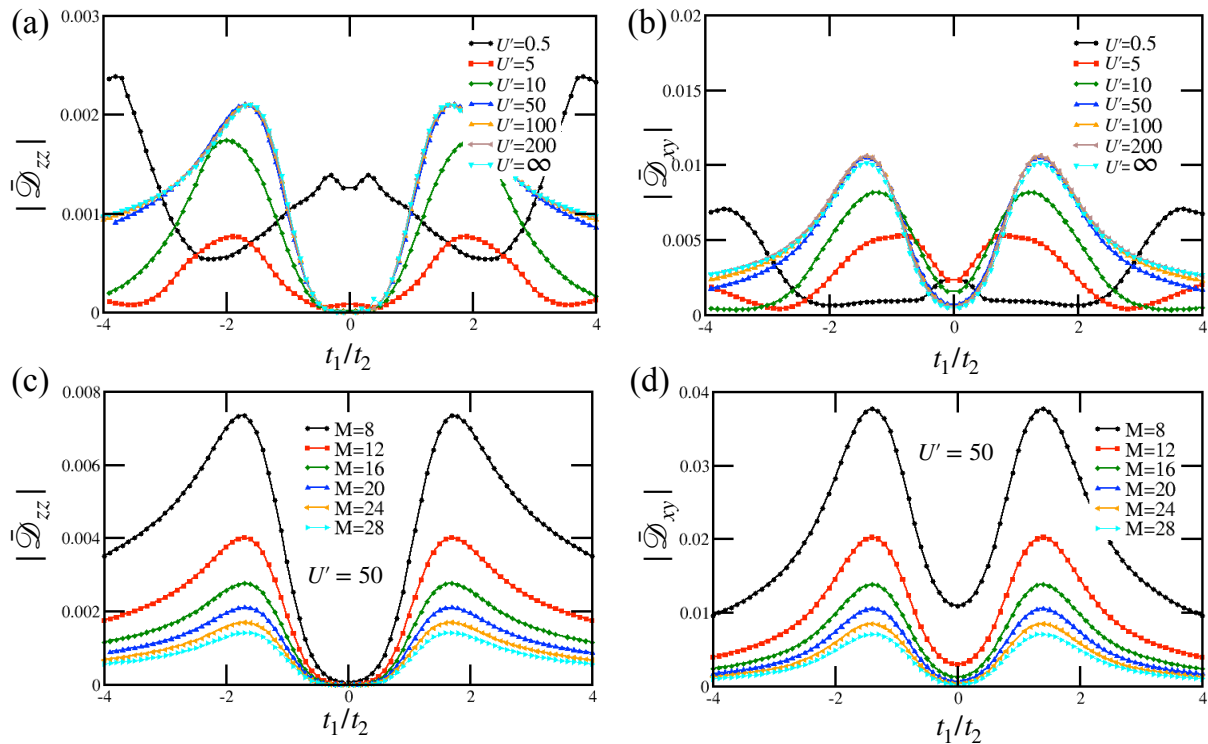 (a)
0.003
0.002
0.001
0
|𝒟̄_zz|
-4 -2 0 2 4
t₁/t₂
U′=0.5
U′=5
U′=10
U′=50
U′=100
U′=200
U′=∞
(b)
0.02
0.015
0.01
0.005
0
|𝒟̄_xy|
-4 -2 0 2 4
t₁/t₂
U′=0.5
U′=5
U′=10
U′=50
U′=100
U′=200
U′=∞
(c)
0.008
0.006
0.004
0.002
0
|𝒟̄_zz|
-4 -2 0 2 4
t₁/t₂
M=8
M=12
M=16
M=20
M=24
M=28
U′ = 50
(d)
0.04
0.03
0.02
0.01
0
|𝒟̄_xy|
-4 -2 0 2 4
t₁/t₂
U′ = 50
M=8
M=12
M=16
M=20
M=24
M=28